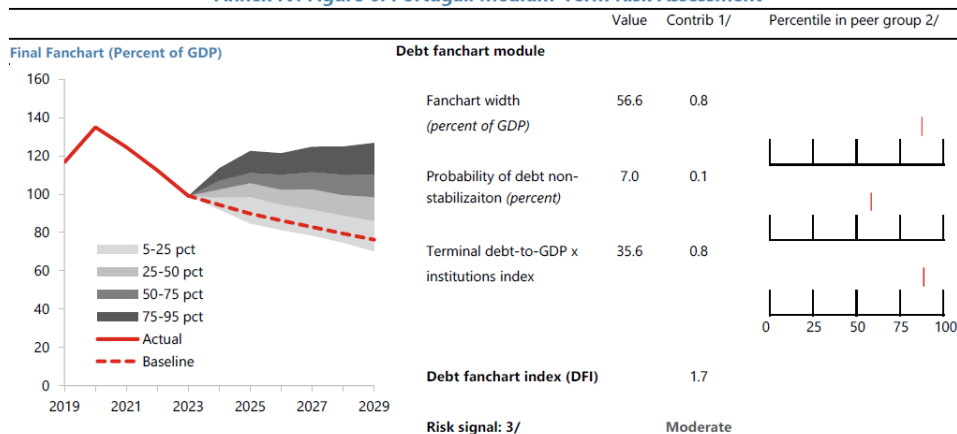 Value Contrib 1/ Percentile in peer group 2/
Final Fanchart (Percent of GDP)
160
140
120
100
80
60
40
20
0
5-25 pct
25-50 pct
50-75 pct
75-95 pct
Actual
Baseline
2019 2021 2023 2025 2027 2029
Debt fanchart module
Fanchart width 56.6 0.8
(percent of GDP)
Probability of debt non- 7.0 0.1
stabilizaiton (percent)
Terminal debt-to-GDP x 35.6 0.8
institutions index
0 25 50 75 100
Debt fanchart index (DFI) 1.7
Risk signal: 3/ Moderate